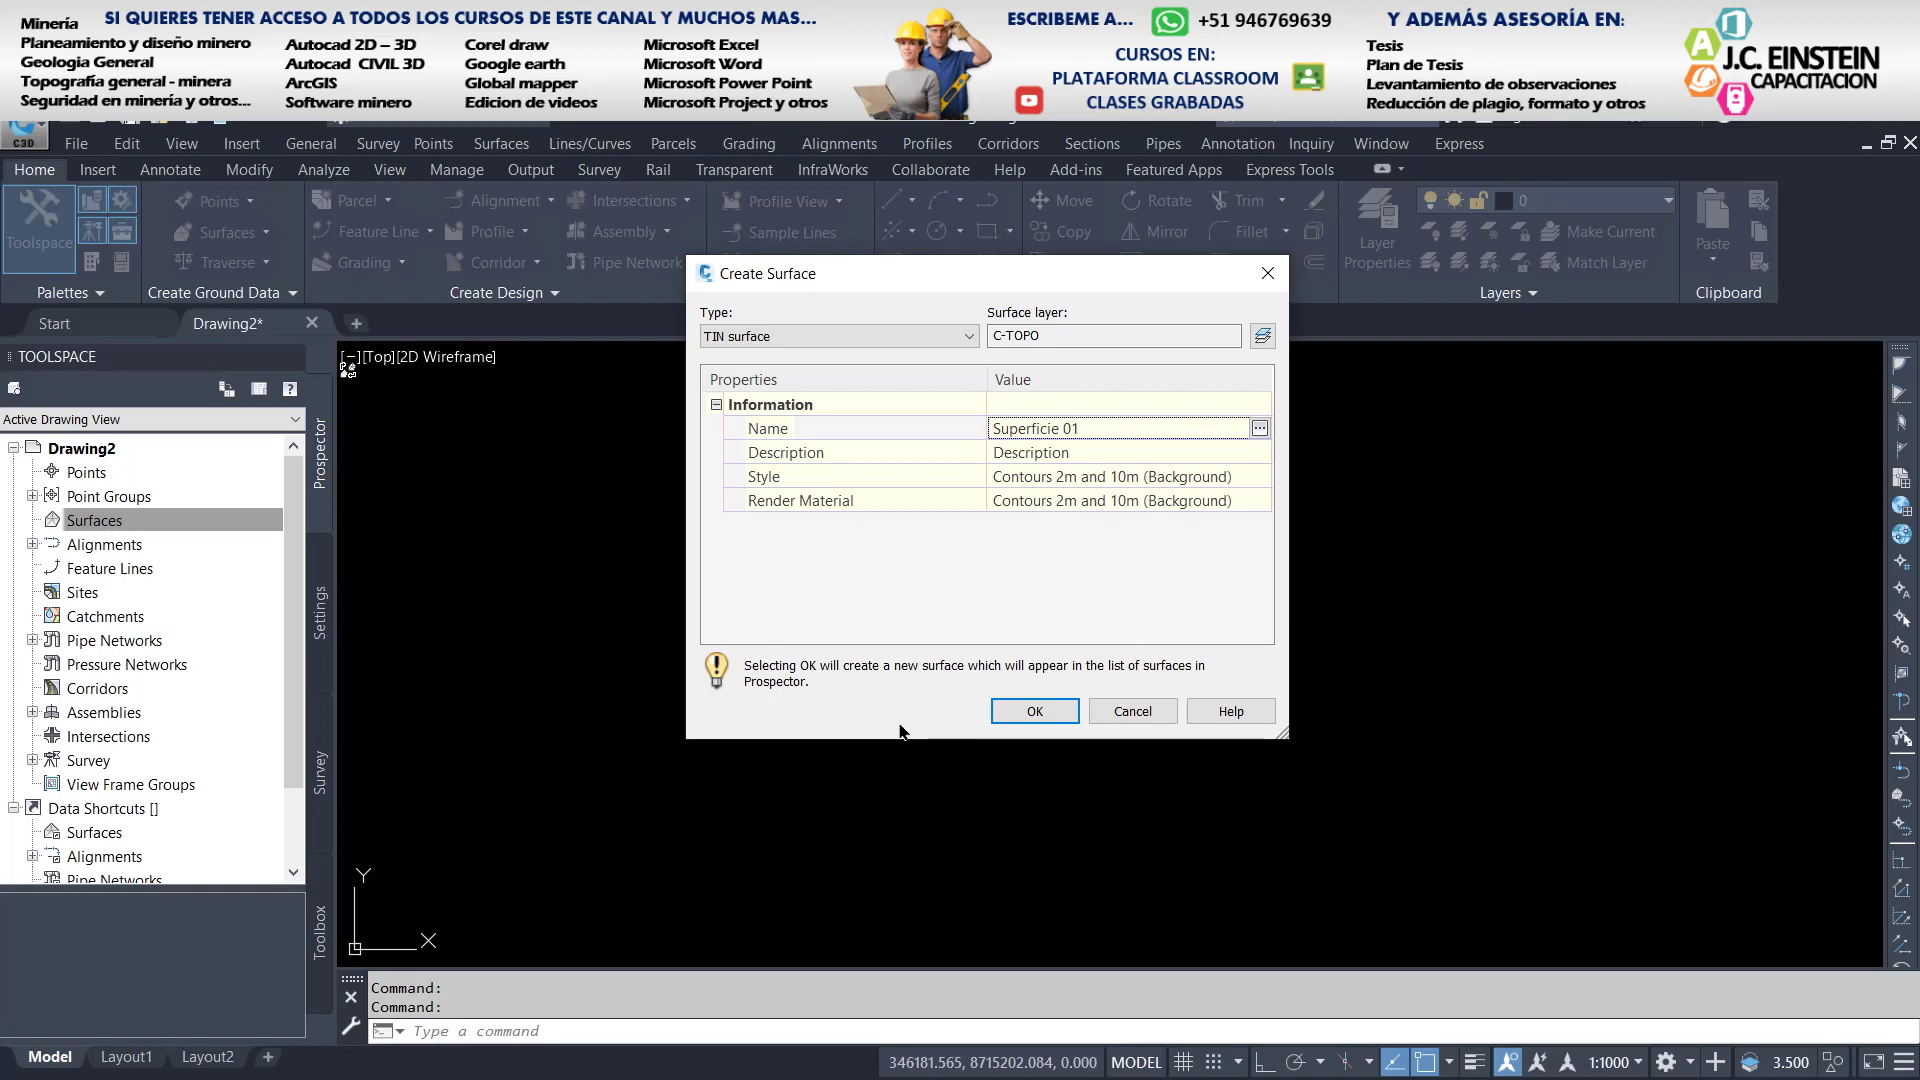 Minería
Planeamiento y diseño minero
Geologia General
Topografía general - minera
Seguridad en minería y otros...
SI QUIERES TENER ACCESO A TODOS LOS CURSOS DE ESTE CANAL Y MUCHOS MAS...
Autocad 2D – 3D
Autocad CIVIL 3D
ArcGIS
Software minero
Corel draw
Google earth
Global mapper
Edicion de videos
Microsoft Excel
Microsoft Word
Microsoft Power Point
Microsoft Project y otros
ESCRIBEME A...
+51 946769639
CURSOS EN:
PLATAFORMA CLASSROOM
CLASES GRABADAS
Y ADEMÁS ASESORÍA EN:
Tesis
Plan de Tesis
Levantamiento de observaciones
Reducción de plagio, formato y otros
J.C. EINSTEIN
CAPACITACION
C3D
File Edit View Insert General Survey Points Surfaces Lines/Curves Parcels Grading Alignments Profiles Corridors Sections Pipes Annotation Inquiry Window Express
Home Insert Annotate Modify Analyze View Manage Output Survey Rail Transparent InfraWorks Collaborate Help Add-ins Featured Apps Express Tools
Toolspace
Points
Surfaces
Traverse
Parcel
Feature Line
Grading
Alignment
Profile
Corridor
Intersections
Assembly
Pipe Network
Profile View
Sample Lines
Move
Copy
Rotate
Mirror
Trim
Fillet
Layer
Properties
0
Make Current
Match Layer
Paste
Palettes
Create Ground Data
Create Design
Layers
Clipboard
Start
Drawing2*
TOOLSPACE
Active Drawing View
Drawing2
Points
Point Groups
Surfaces
Alignments
Feature Lines
Sites
Catchments
Pipe Networks
Pressure Networks
Corridors
Assemblies
Intersections
Survey
View Frame Groups
Data Shortcuts []
Surfaces
Alignments
Pipe Networks
Prospector
Settings
Survey
Toolbox
[−][Top][2D Wireframe]
Create Surface
Type:
TIN surface
Surface layer:
C-TOPO
Properties Value
Information
Name Superficie 01
Description Description
Style Contours 2m and 10m (Background)
Render Material Contours 2m and 10m (Background)
Selecting OK will create a new surface which will appear in the list of surfaces in
Prospector.
OK Cancel Help
Y
X
Command:
Command:
Type a command
Model Layout1 Layout2
346181.565, 8715202.084, 0.000 MODEL 1:1000 3.500